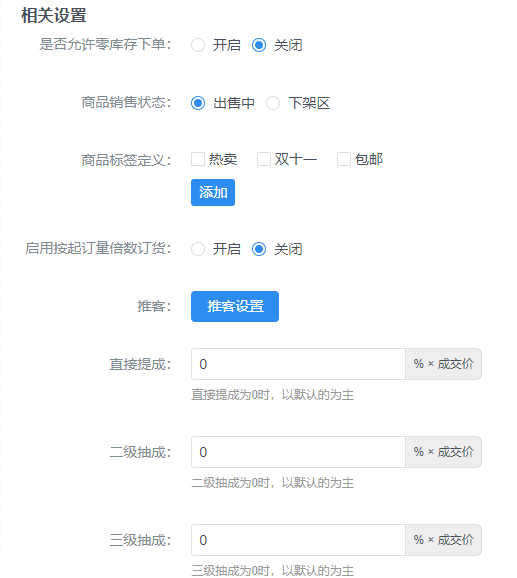 相关设置
是否允许零库存下单： 开启 关闭
商品销售状态： 出售中 下架区
商品标签定义： 热卖 双十一 包邮
添加
启用按起订量倍数订货： 开启 关闭
推客： 推客设置
直接提成： 0 % × 成交价
直接提成为0时，以默认的为主
二级抽成： 0 % × 成交价
二级抽成为0时，以默认的为主
三级抽成： 0 % × 成交价
三级抽成为0时，以默认的为主